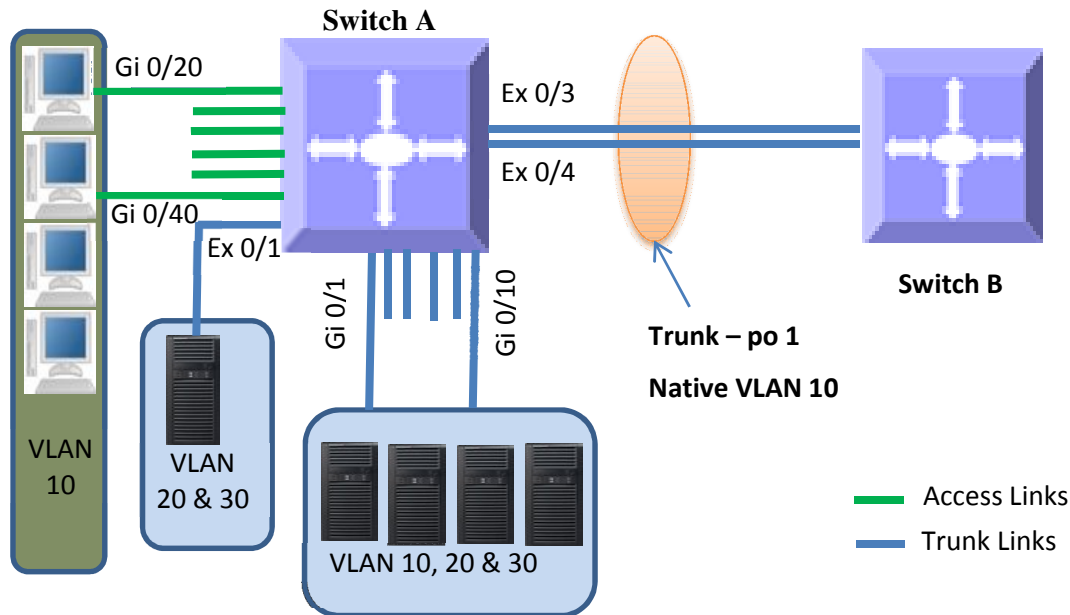 Switch A
Gi 0/20
Gi 0/40
Ex 0/1
Ex 0/3
Ex 0/4
Gi 0/1
Gi 0/10
Switch B
Trunk – po 1
Native VLAN 10
VLAN
10
VLAN
20 & 30
VLAN 10, 20 & 30
Access Links
Trunk Links